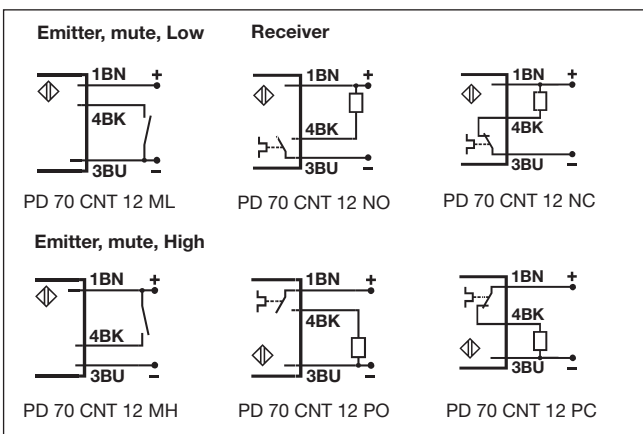 Emitter, mute, Low Receiver
1BN + 1BN + 1BN +
4BK 4BK 4BK
3BU - 3BU - 3BU -
PD 70 CNT 12 ML PD 70 CNT 12 NO PD 70 CNT 12 NC
Emitter, mute, High
1BN + 1BN + 1BN +
4BK 4BK 4BK
3BU - 3BU - 3BU -
PD 70 CNT 12 MH PD 70 CNT 12 PO PD 70 CNT 12 PC